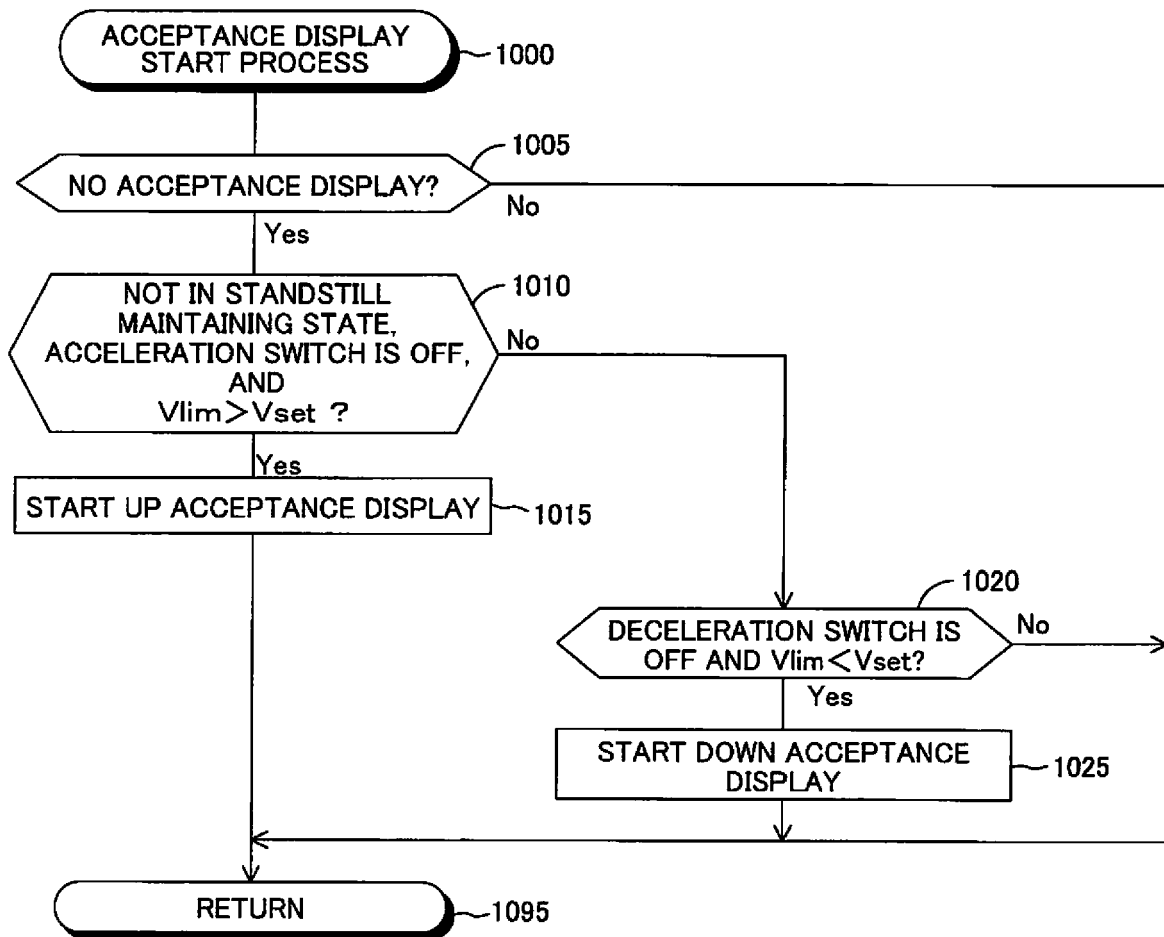 ACCEPTANCE DISPLAY
START PROCESS
1000
1005
NO ACCEPTANCE DISPLAY?
No
Yes
1010
NOT IN STANDSTILL
MAINTAINING STATE,
ACCELERATION SWITCH IS OFF,
AND
Vlim>Vset ?
No
Yes
START UP ACCEPTANCE DISPLAY
1015
1020
DECELERATION SWITCH IS
OFF AND Vlim<Vset?
No
Yes
START DOWN ACCEPTANCE
DISPLAY
1025
RETURN
1095